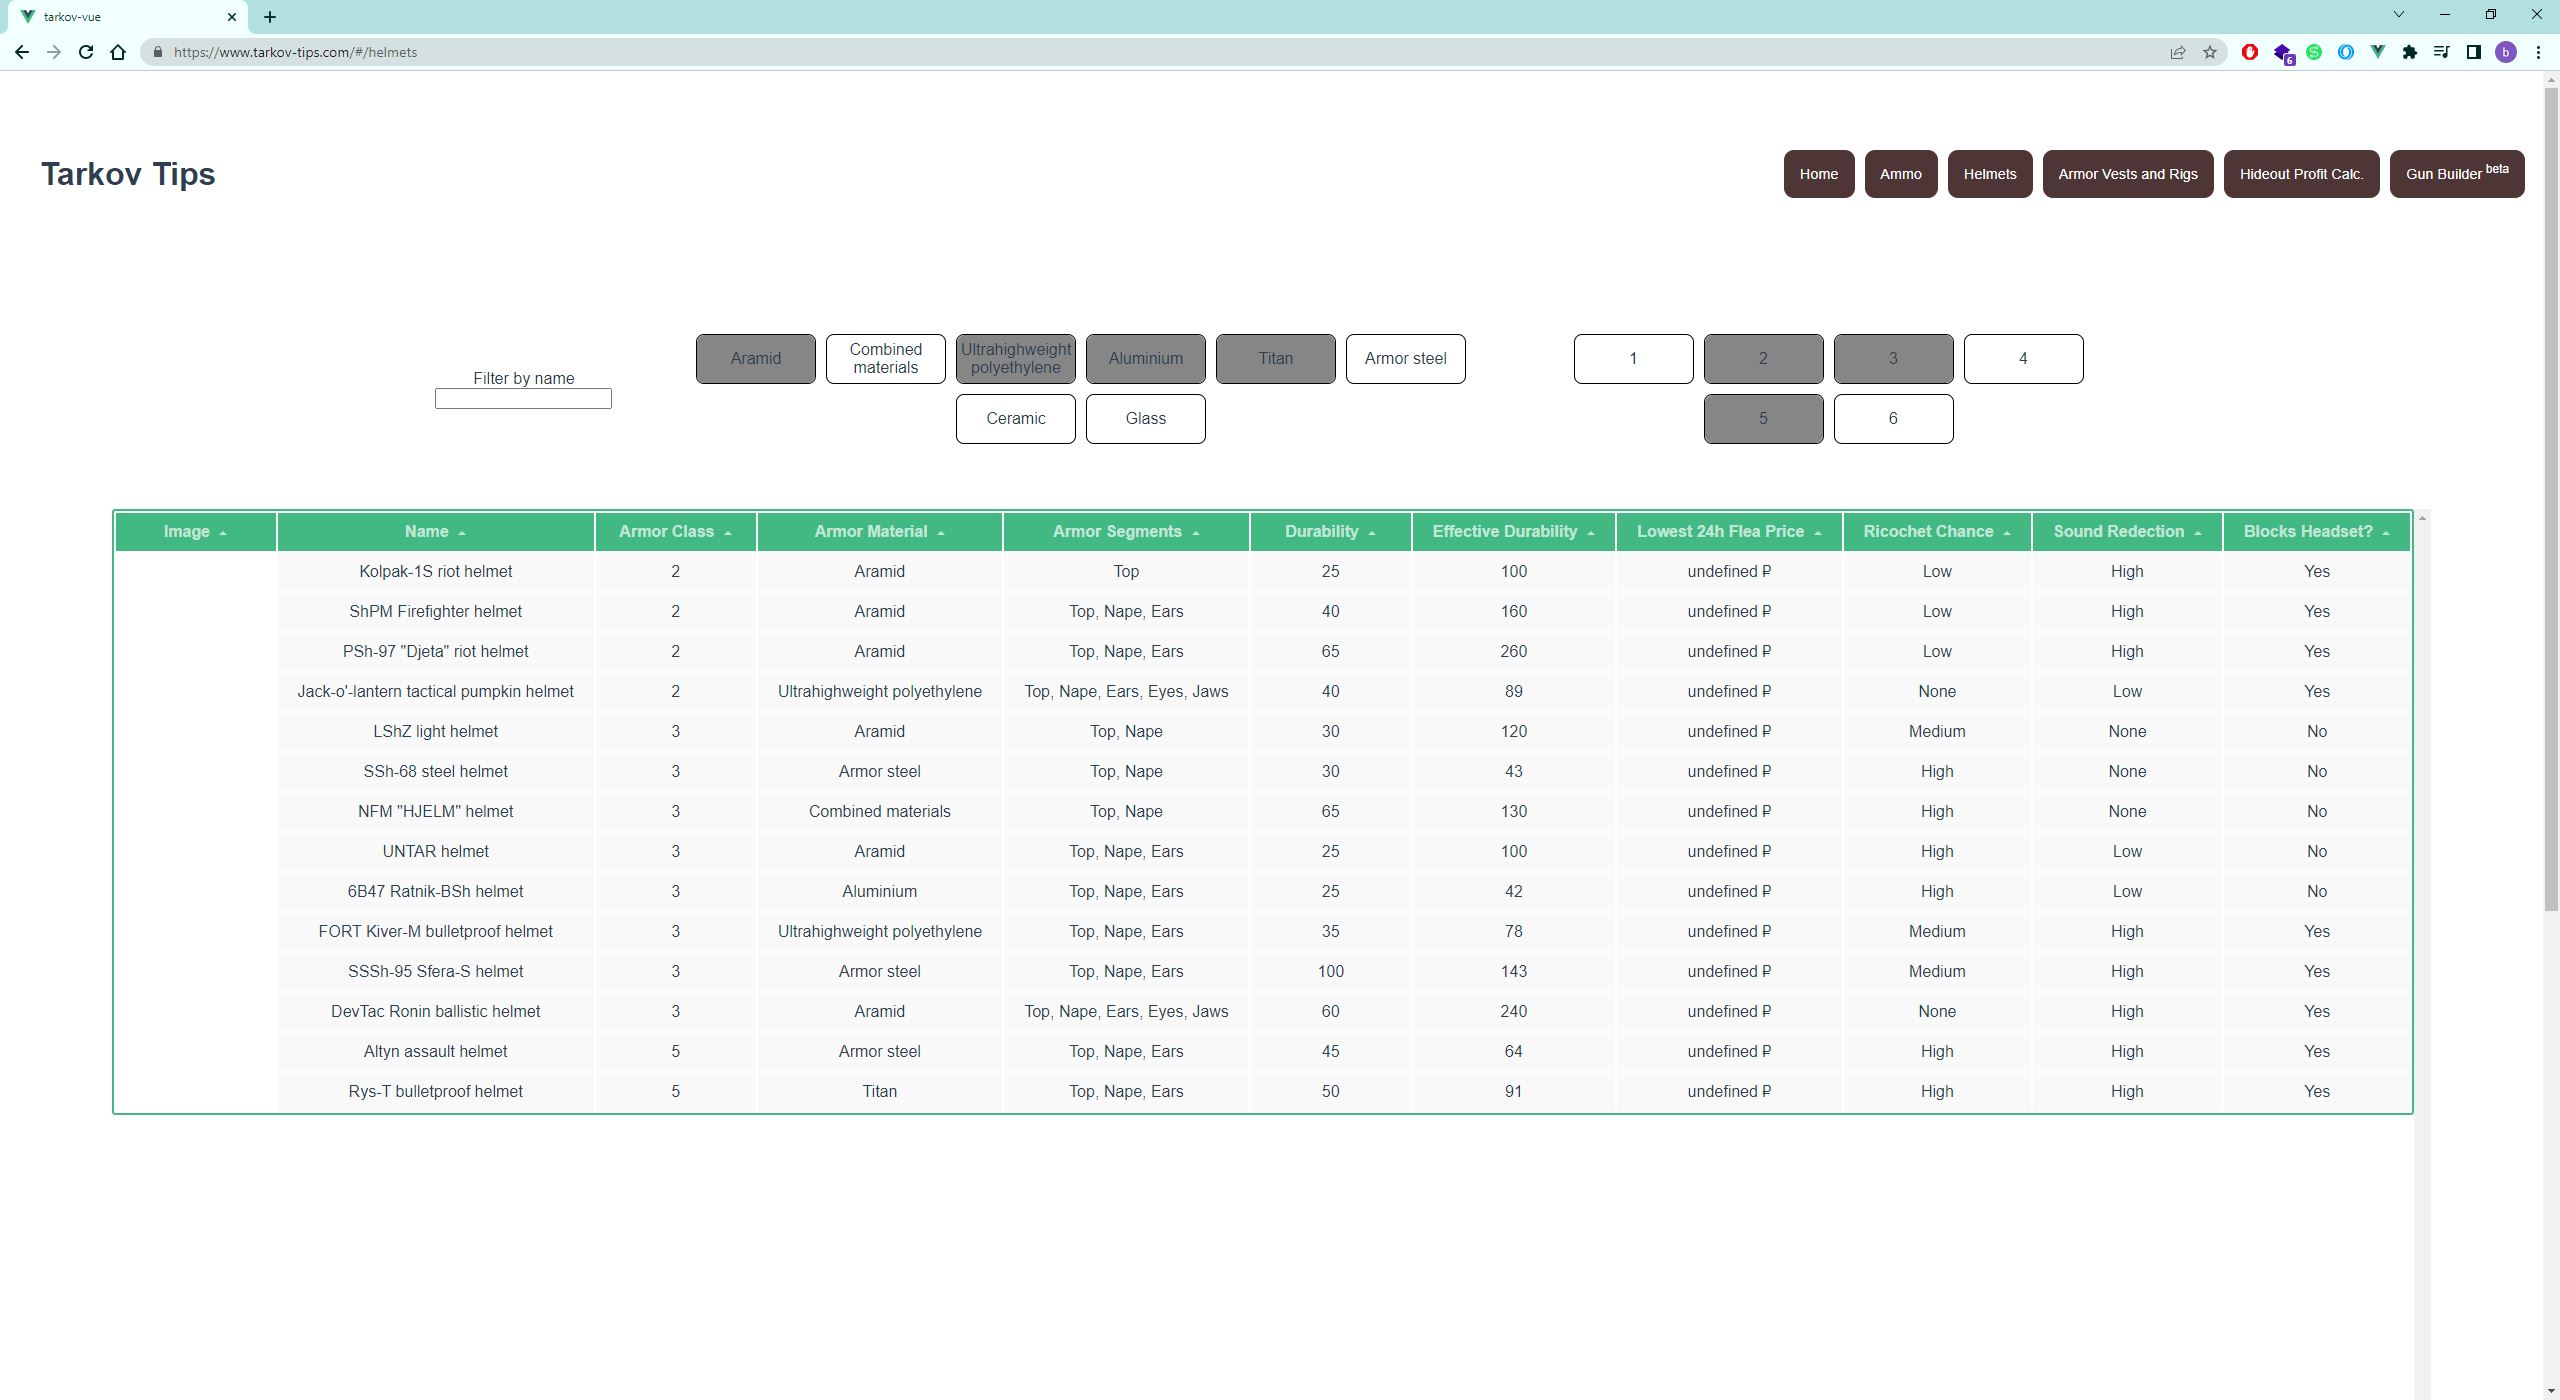 tarkov-vue
https://www.tarkov-tips.com/#/helmets
6
b
Tarkov Tips
Home Ammo Helmets Armor Vests and Rigs Hideout Profit Calc. Gun Builder beta
Filter by name
Aramid
Combined materials
Ultrahighweight polyethylene
Aluminium
Titan
Armor steel
Ceramic
Glass
1 2 3 4
5 6
Image Name Armor Class Armor Material Armor Segments Durability Effective Durability Lowest 24h Flea Price Ricochet Chance Sound Redection Blocks Headset?
Kolpak-1S riot helmet 2 Aramid Top 25 100 undefined ₽ Low High Yes
ShPM Firefighter helmet 2 Aramid Top, Nape, Ears 40 160 undefined ₽ Low High Yes
PSh-97 "Djeta" riot helmet 2 Aramid Top, Nape, Ears 65 260 undefined ₽ Low High Yes
Jack-o'-lantern tactical pumpkin helmet 2 Ultrahighweight polyethylene Top, Nape, Ears, Eyes, Jaws 40 89 undefined ₽ None Low Yes
LShZ light helmet 3 Aramid Top, Nape 30 120 undefined ₽ Medium None No
SSh-68 steel helmet 3 Armor steel Top, Nape 30 43 undefined ₽ High None No
NFM "HJELM" helmet 3 Combined materials Top, Nape 65 130 undefined ₽ High None No
UNTAR helmet 3 Aramid Top, Nape, Ears 25 100 undefined ₽ High Low No
6B47 Ratnik-BSh helmet 3 Aluminium Top, Nape, Ears 25 42 undefined ₽ High Low No
FORT Kiver-M bulletproof helmet 3 Ultrahighweight polyethylene Top, Nape, Ears 35 78 undefined ₽ Medium High Yes
SSSh-95 Sfera-S helmet 3 Armor steel Top, Nape, Ears 100 143 undefined ₽ Medium High Yes
DevTac Ronin ballistic helmet 3 Aramid Top, Nape, Ears, Eyes, Jaws 60 240 undefined ₽ None High Yes
Altyn assault helmet 5 Armor steel Top, Nape, Ears 45 64 undefined ₽ High High Yes
Rys-T bulletproof helmet 5 Titan Top, Nape, Ears 50 91 undefined ₽ High High Yes